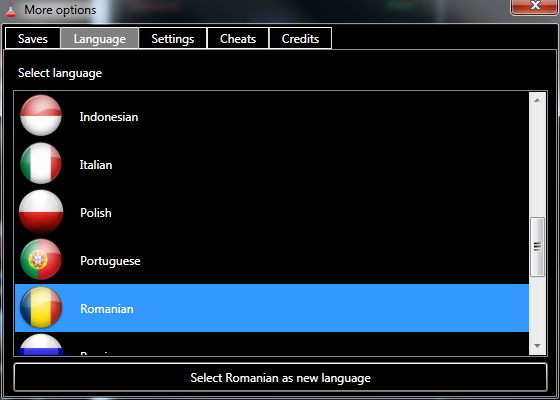 More options
Saves
Language
Settings
Cheats
Credits
Select language
Indonesian
Italian
Polish
Portuguese
Romanian
Select Romanian as new language